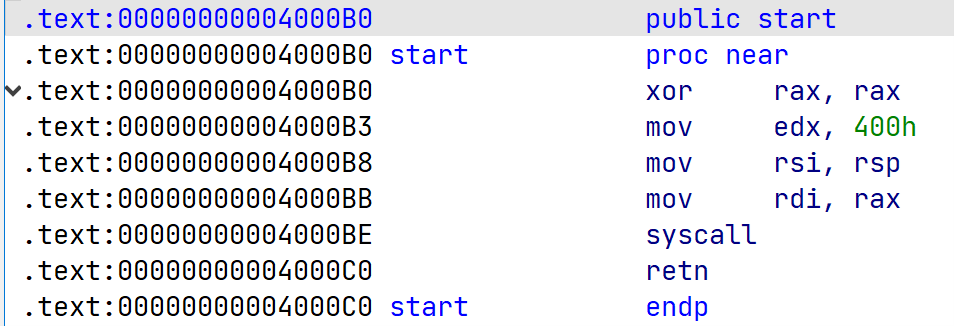 .text:00000000004000B0 public start
.text:00000000004000B0 start proc near
.text:00000000004000B0 xor rax, rax
.text:00000000004000B3 mov edx, 400h
.text:00000000004000B8 mov rsi, rsp
.text:00000000004000BB mov rdi, rax
.text:00000000004000BE syscall
.text:00000000004000C0 retn
.text:00000000004000C0 start endp